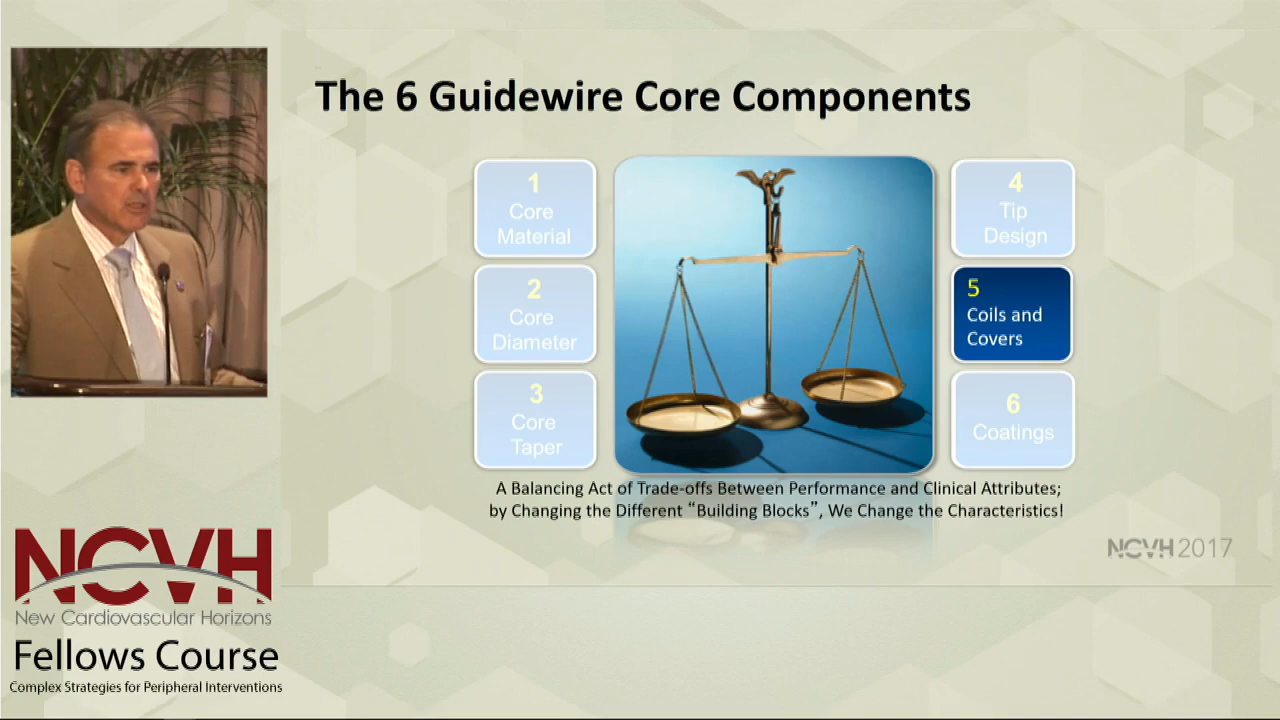 The 6 Guidewire Core Components
1
Core
Material
2
Core
Diameter
3
Core
Taper
4
Tip
Design
5
Coils and
Covers
6
Coatings
A Balancing Act of Trade-offs Between Performance and Clinical Attributes;
by Changing the Different “Building Blocks”, We Change the Characteristics!
NCVH 2017
NCVH
New Cardiovascular Horizons
Fellows Course
Complex Strategies for Peripheral Interventions